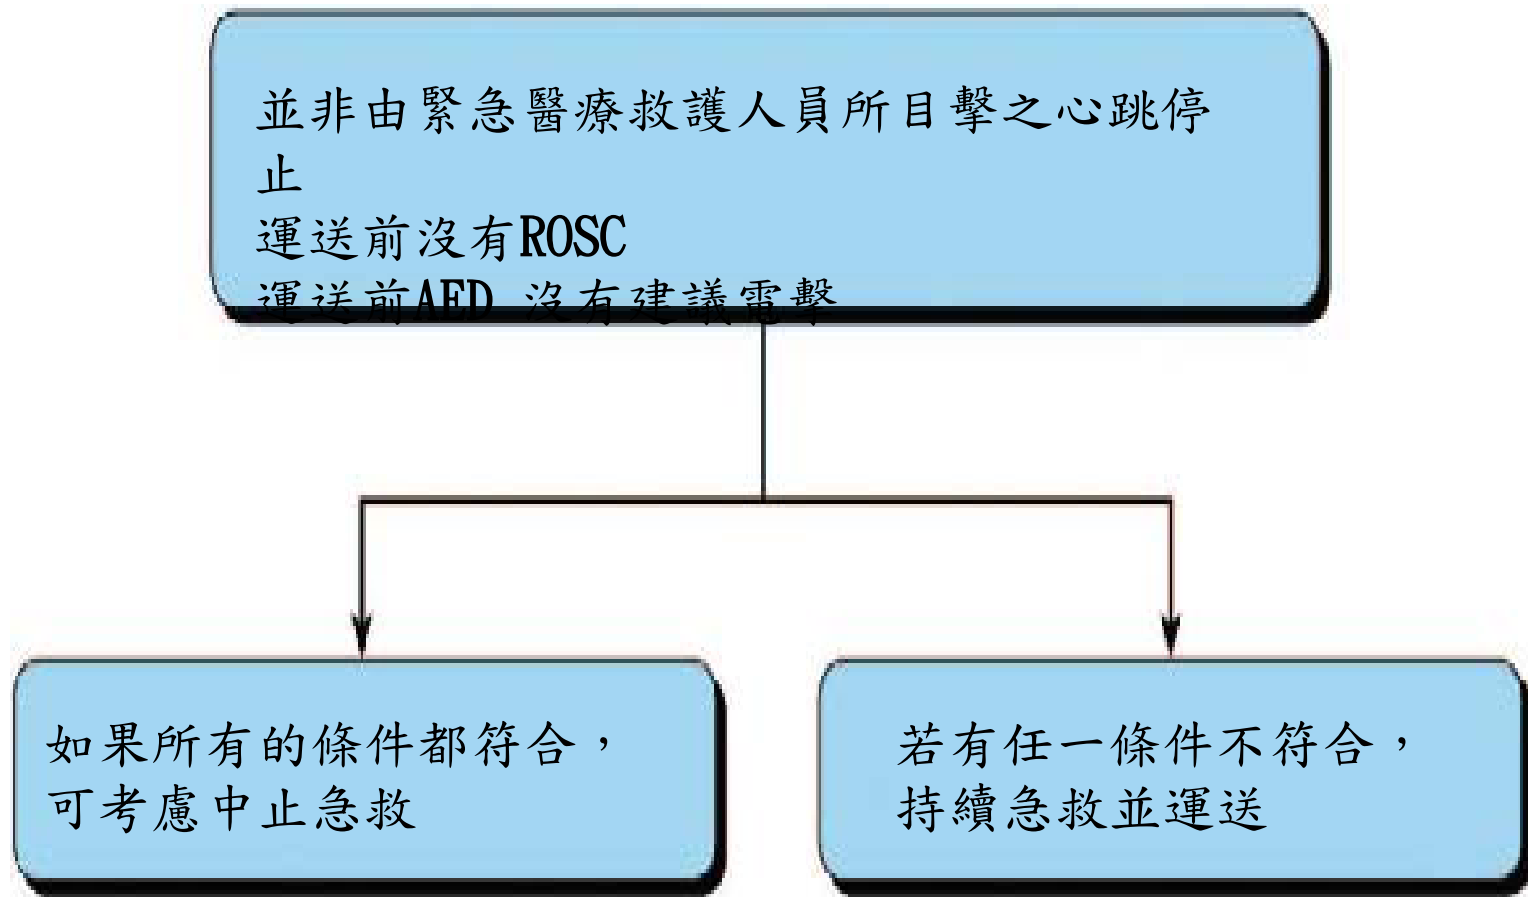 並非由緊急醫療救護人員所目擊之心跳停
止
運送前沒有ROSC
運送前AED 沒有建議電擊
如果所有的條件都符合，
可考慮中止急救
若有任一條件不符合，
持續急救並運送